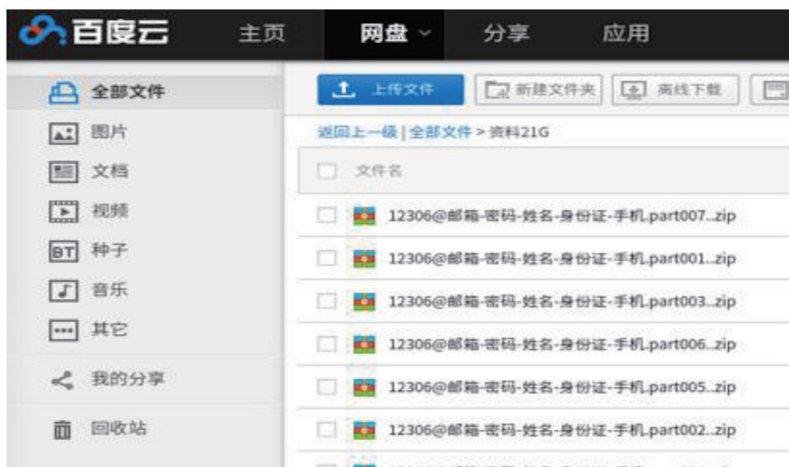 百度云 主页 网盘 分享 应用
全部文件
图片
文档
视频
BT 种子
音乐
其它
我的分享
回收站
上传文件 新建文件夹 离线下载
返回上一级 | 全部文件 > 资料21G
文件名
12306@邮箱-密码-姓名-身份证-手机.part007..zip
12306@邮箱-密码-姓名-身份证-手机.part001..zip
12306@邮箱-密码-姓名-身份证-手机.part003..zip
12306@邮箱-密码-姓名-身份证-手机.part006..zip
12306@邮箱-密码-姓名-身份证-手机.part005..zip
12306@邮箱-密码-姓名-身份证-手机.part002..zip